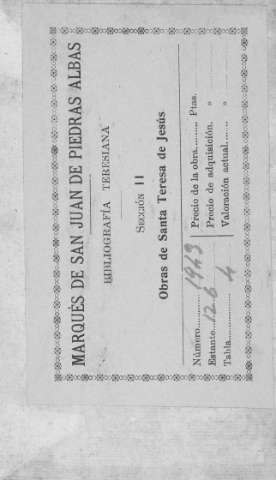 MARQUÉS DE SAN JUAN DE PIEDRAS ALBAS
BIBLIOGRAFÍA TERESIANA
SECCIÓN II
Obras de Santa Teresa de Jesús
Número........... 1943 Precio de la obra.......... Ptas.
Estante... 12 6 Precio de adquisición. »
Tabla............... 4 Valoración actual....... »